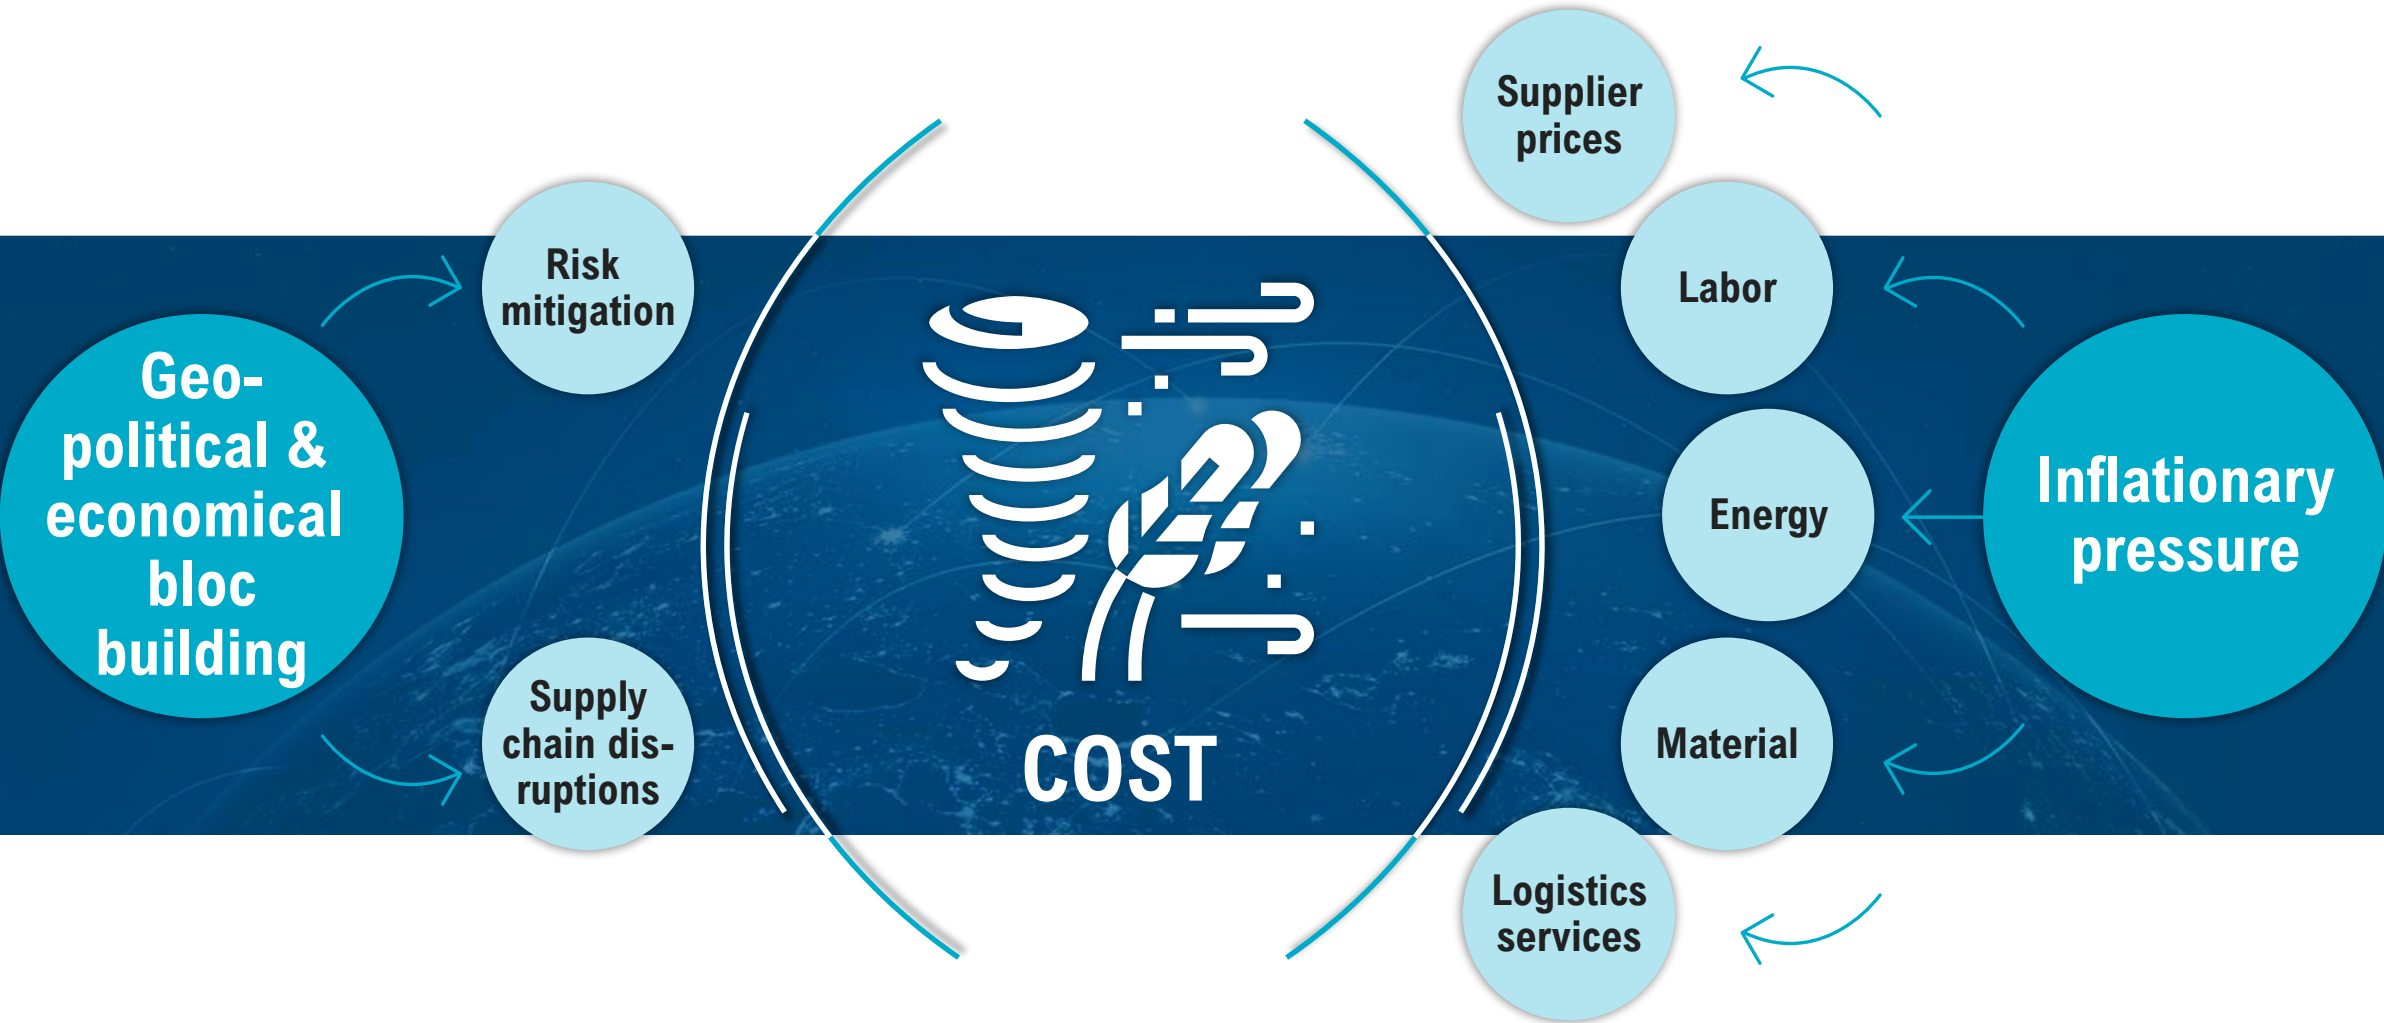 Geo-
political &
economical
bloc
building
Risk
mitigation
Supply
chain dis-
ruptions
COST
Supplier
prices
Labor
Energy
Material
Logistics
services
Inflationary
pressure